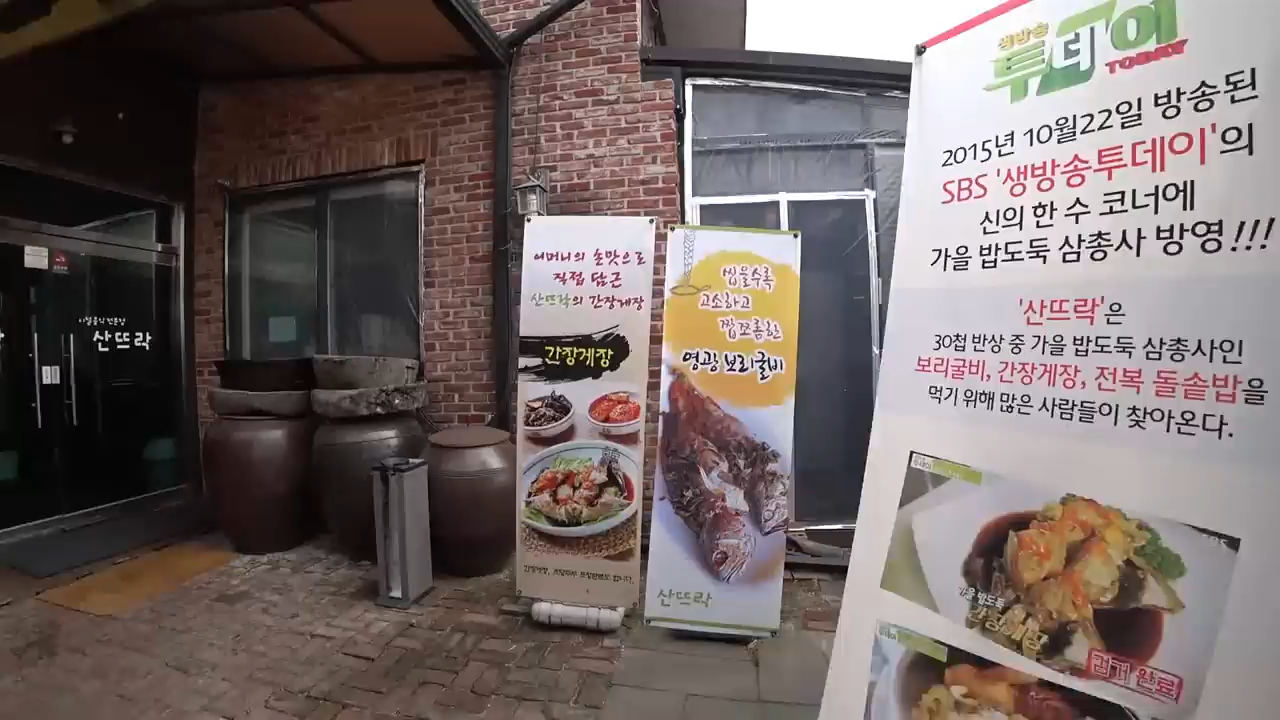 산뜨락
어머니의 손맛으로
직접 담근
산뜨락의 간장게장
간장게장
씹을수록
고소하고
짭쪼름한
영광 보리굴비
산뜨락
생방송
투데이
TODAY
2015년 10월22일 방송된
SBS '생방송투데이'의
신의 한 수 코너에
가을 밥도둑 삼총사 방영!!!
'산뜨락'은
30첩 반상 중 가을 밥도둑 삼총사인
보리굴비, 간장게장, 전복 돌솥밥을
먹기 위해 많은 사람들이 찾아온다.
가을 밥도둑
간장게장